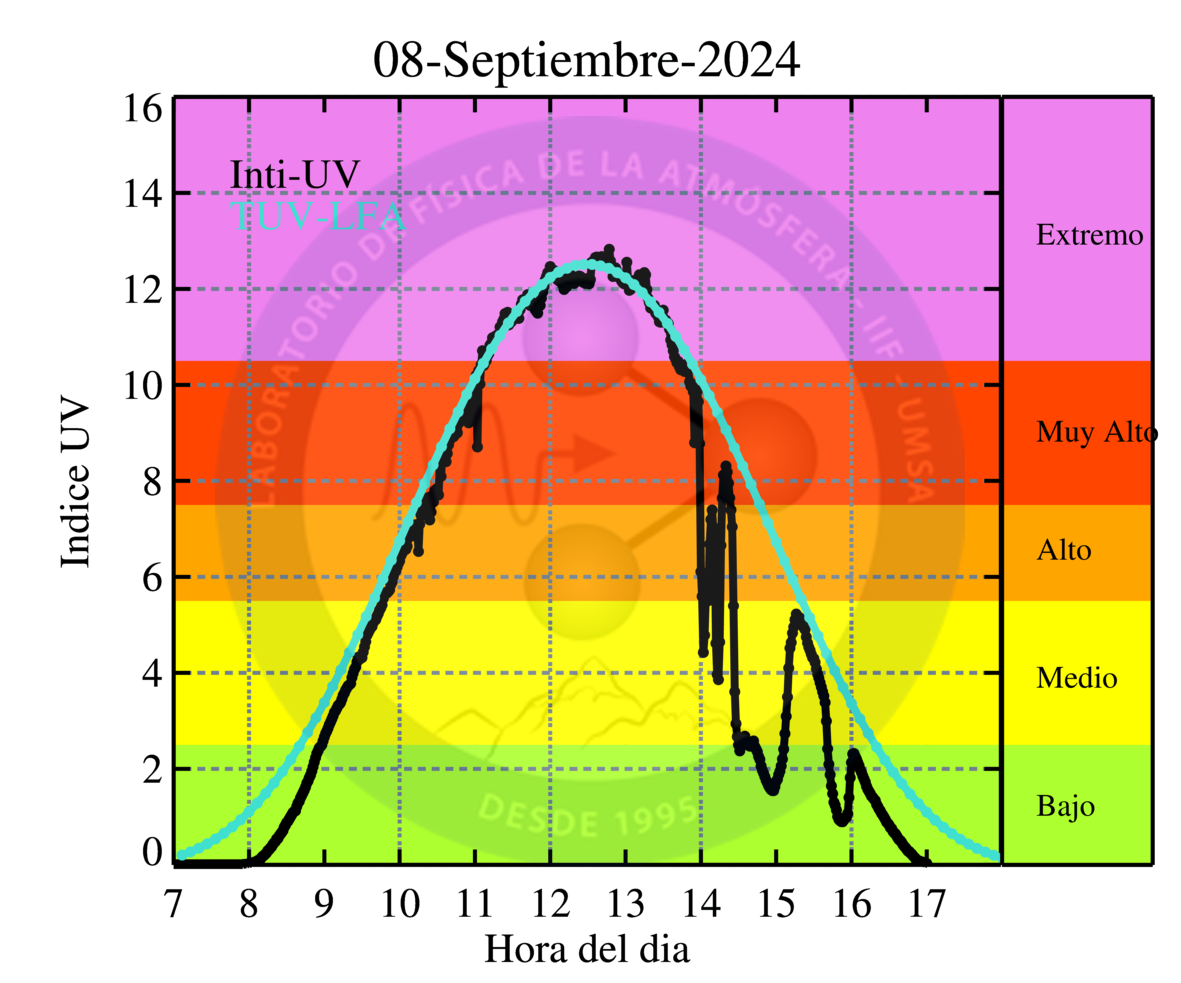 08-Septiembre-2024
16
14
12
10
8
6
4
2
0
Indice UV
Inti-UV
TUV-LFA
LABORATORIO DE FÍSICA DE LA ATMÓSFERA - IIF - UMSA
DESDE 1995
Extremo
Muy Alto
Alto
Medio
Bajo
7 8 9 10 11 12 13 14 15 16 17
Hora del dia